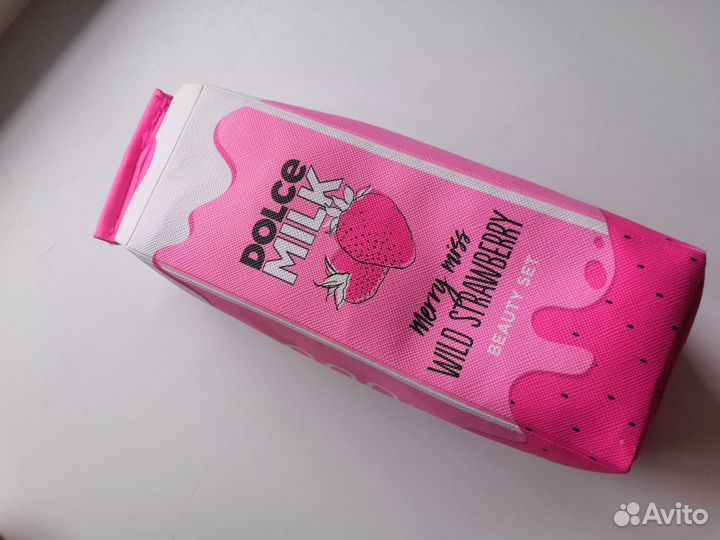 DOLCE
MILK
merry miss
WILD STRAWBERRY
BEAUTY SET
Avito